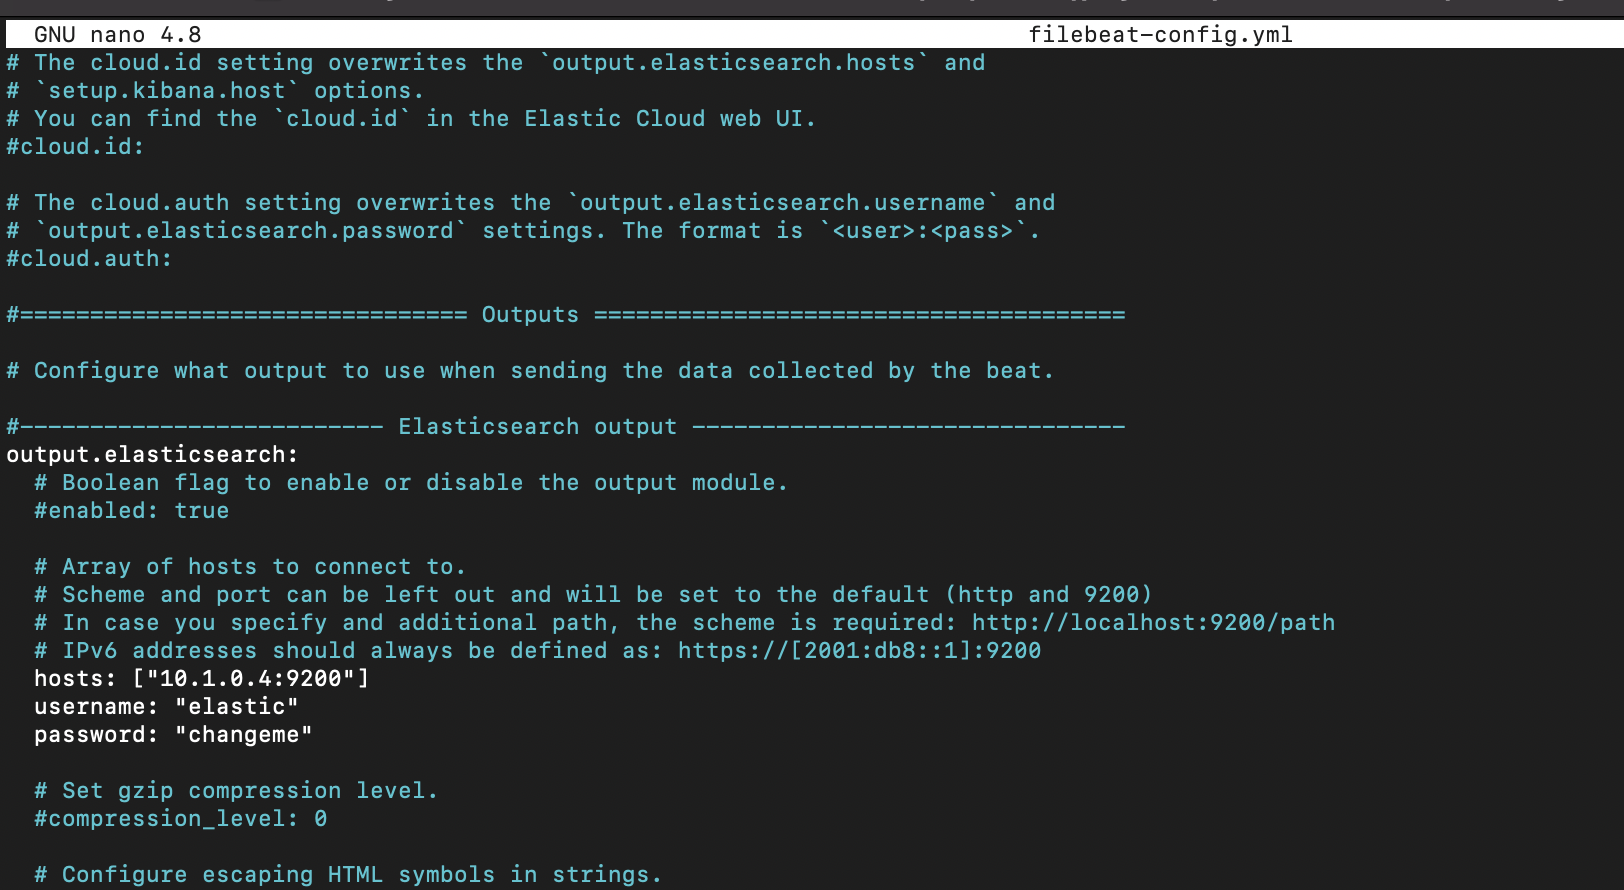 GNU nano 4.8 filebeat-config.yml
# The cloud.id setting overwrites the `output.elasticsearch.hosts` and
# `setup.kibana.host` options.
# You can find the `cloud.id` in the Elastic Cloud web UI.
#cloud.id:
# The cloud.auth setting overwrites the `output.elasticsearch.username` and
# `output.elasticsearch.password` settings. The format is `<user>:<pass>`.
#cloud.auth:
#================================ Outputs ======================================
# Configure what output to use when sending the data collected by the beat.
#-------------------------- Elasticsearch output -------------------------------
output.elasticsearch:
  # Boolean flag to enable or disable the output module.
  #enabled: true
  # Array of hosts to connect to.
  # Scheme and port can be left out and will be set to the default (http and 9200)
  # In case you specify and additional path, the scheme is required: http://localhost:9200/path
  # IPv6 addresses should always be defined as: https://[2001:db8::1]:9200
  hosts: ["10.1.0.4:9200"]
  username: "elastic"
  password: "changeme"
  # Set gzip compression level.
  #compression_level: 0
  # Configure escaping HTML symbols in strings.